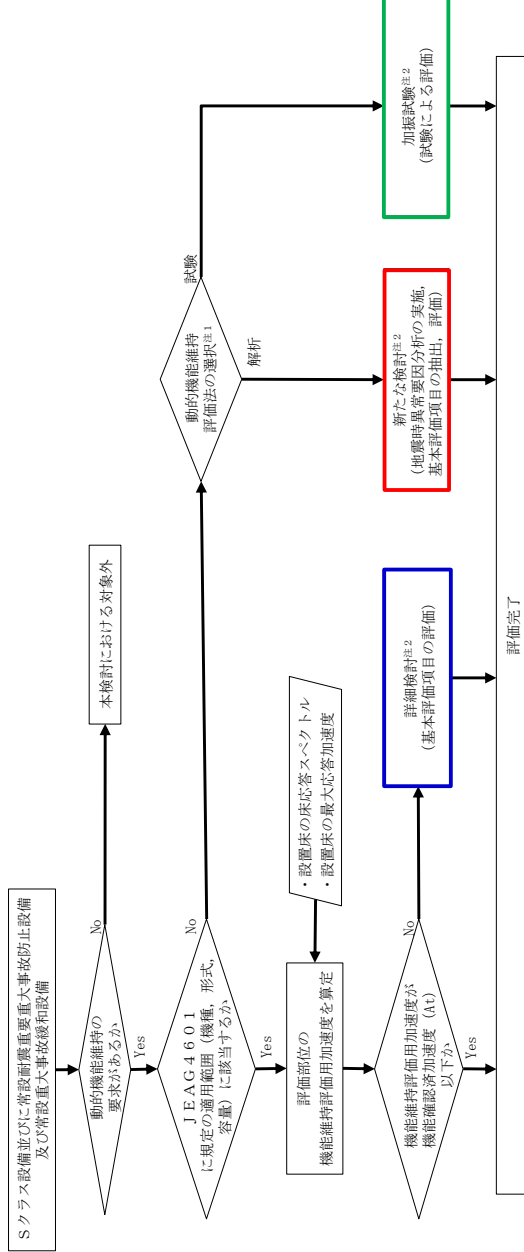 Sクラス設備並びに常設耐震重要重大事故防止設備
及び常設重大事故緩和設備
動的機能維持の
要求があるか
No
本検討における対象外
Yes
JEAG4601
に規定の適用範囲(機種,形式,
容量)に該当するか
No
動的機能維持
評価法の選択注1
試験
解析
Yes
評価部位の
機能維持評価用加速度を算定
・設置床の床応答スペクトル
・設置床の最大応答加速度
機能維持評価用加速度が
機能確認済加速度(At)
以下か
No
Yes
詳細検討注2
(基本評価項目の評価)
新たな検討注2
(地震時異常要因分析の実施,
基本評価項目の抽出,評価)
加振試験注2
(試験による評価)
評価完了